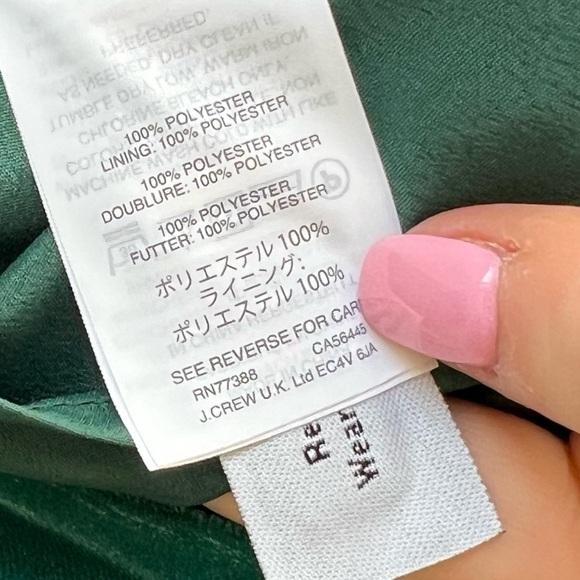 100% POLYESTER
LINING: 100% POLYESTER
100% POLYESTER
DOUBLURE: 100% POLYESTER
100% POLYESTER
FUTTER: 100% POLYESTER
ポリエステル 100%
ライニング:
ポリエステル 100%
SEE REVERSE FOR CAR
RN77388 CA56445
J.CREW U.K. Ltd EC4V 6JA
Re
Wear